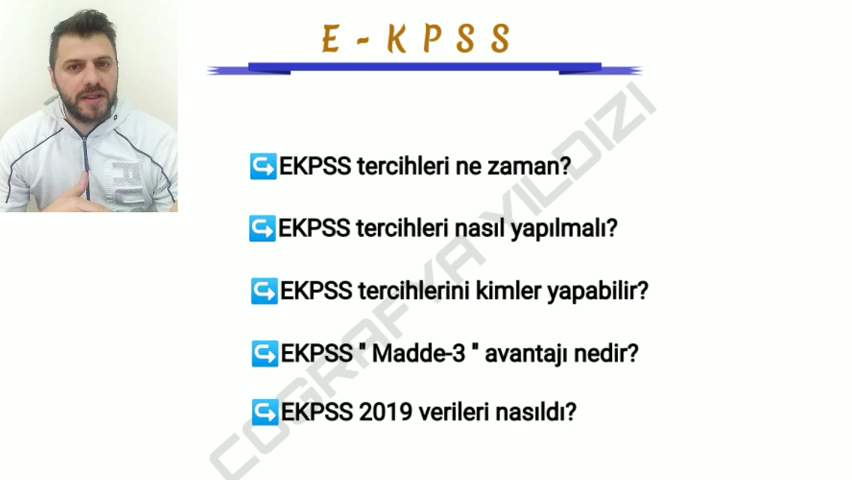 E - K P S S
EKPSS tercihleri ne zaman?
EKPSS tercihleri nasıl yapılmalı?
EKPSS tercihlerini kimler yapabilir?
EKPSS " Madde-3 " avantajı nedir?
EKPSS 2019 verileri nasıldı?
COGRAFYA YILDIZI